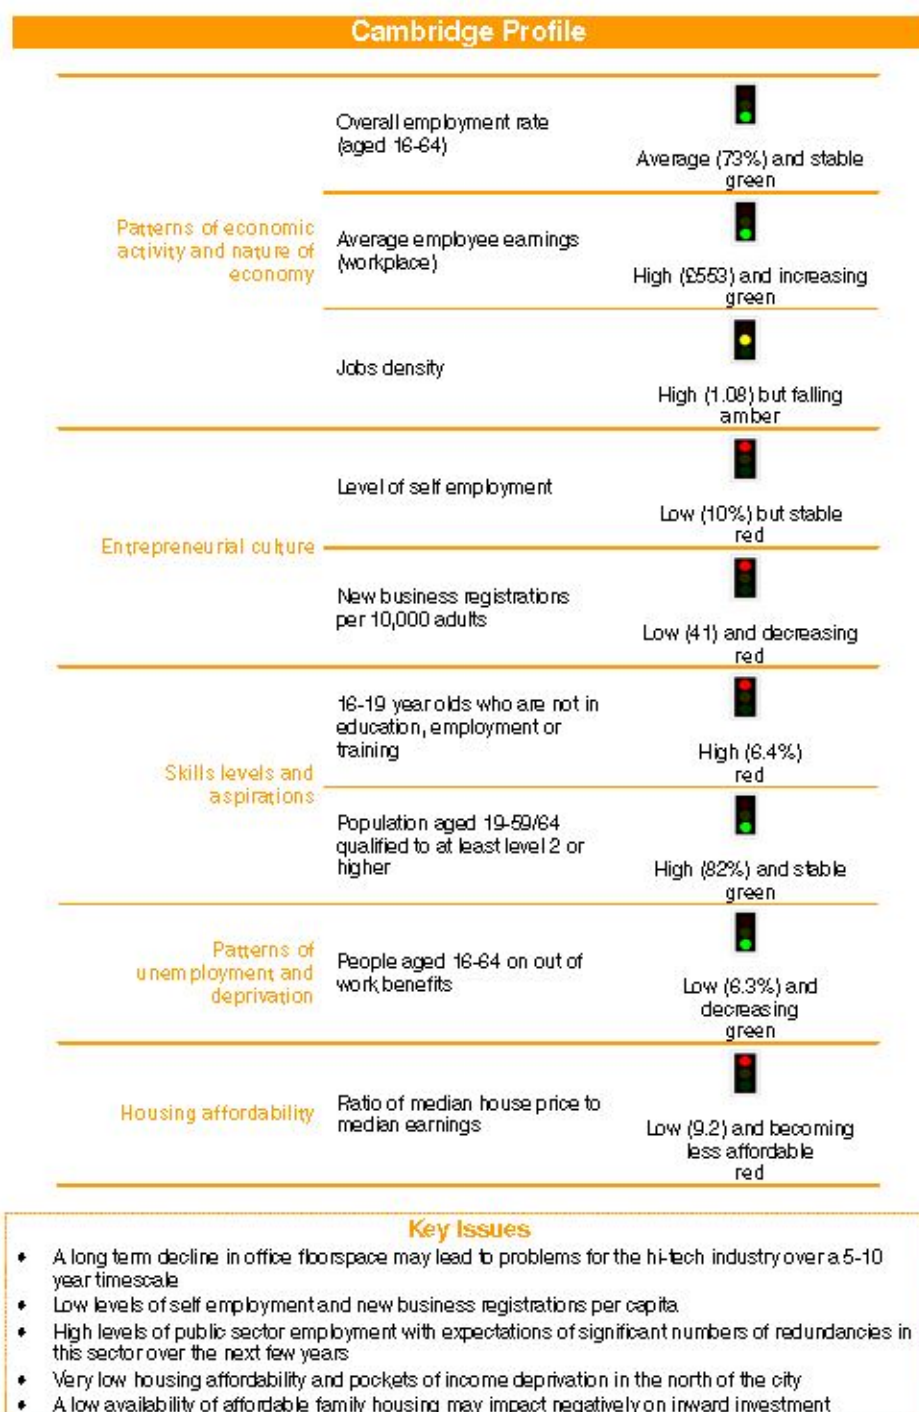 Cambridge Profile
Patterns of economic
activity and nature of
economy
Overall employment rate
(aged 16-64)
Average (73%) and stable
green
Average employee earnings
(workplace)
High (£553) and increasing
green
Jobs density
High (1.08) but falling
amber
Entrepreneurial culture
Level of self employment
Low (10%) but stable
red
New business registrations
per 10,000 adults
Low (41) and decreasing
red
Skills levels and
aspirations
16-19 year olds who are not in
education, employment or
training
High (6.4%)
red
Population aged 19-59/64
qualified to at least level 2 or
higher
High (82%) and stable
green
Patterns of
unemployment and
deprivation
People aged 16-64 on out of
work benefits
Low (6.3%) and
decreasing
green
Housing affordability
Ratio of median house price to
median earnings
Low (9.2) and becoming
less affordable
red
Key Issues
• A long term decline in office floorspace may lead to problems for the hi-tech industry over a 5-10
year timescale
• Low levels of self employment and new business registrations per capita
• High levels of public sector employment with expectations of significant numbers of redundancies in
this sector over the next few years
• Very low housing affordability and pockets of income deprivation in the north of the city
• A low availability of affordable family housing may impact negatively on inward investment